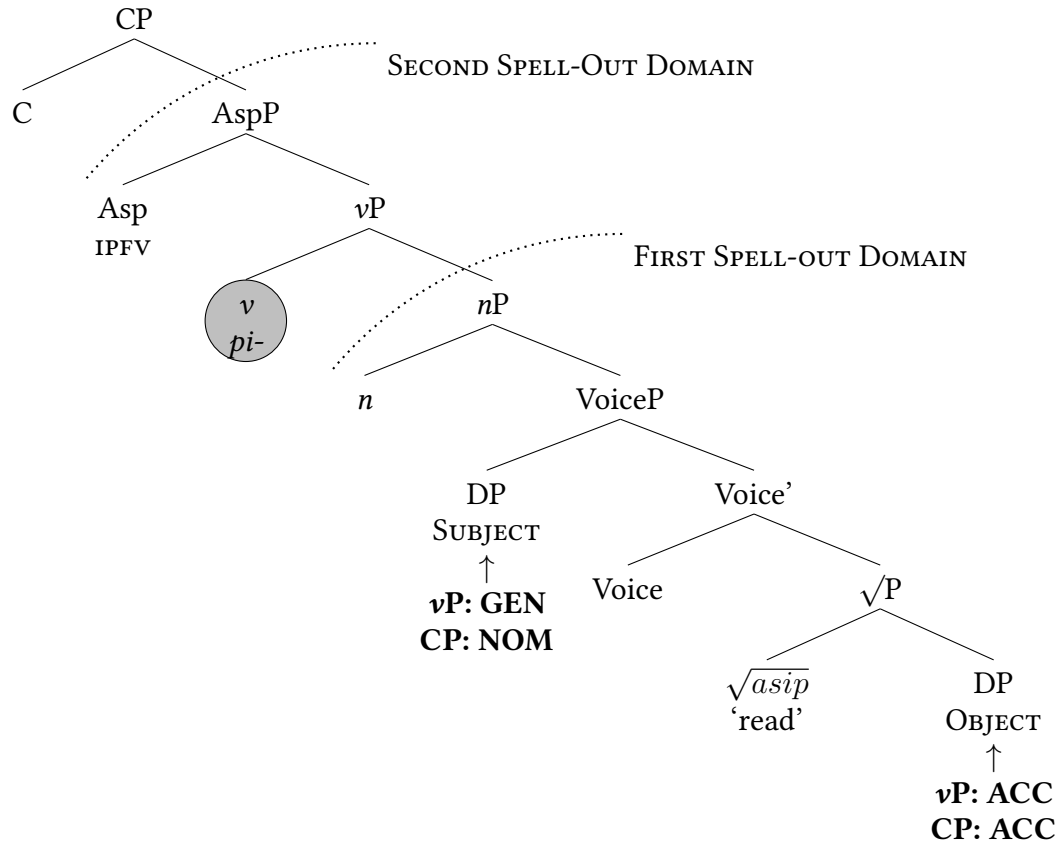 CP
SECOND SPELL-OUT DOMAIN
C
AspP
Asp
vP
IPFV
FIRST SPELL-OUT DOMAIN
v
nP
pi-
n
VoiceP
DP
Voice’
SUBJECT
↑
Voice
√P
vP: GEN
CP: NOM
√asip
DP
‘read’
OBJECT
↑
vP: ACC
CP: ACC